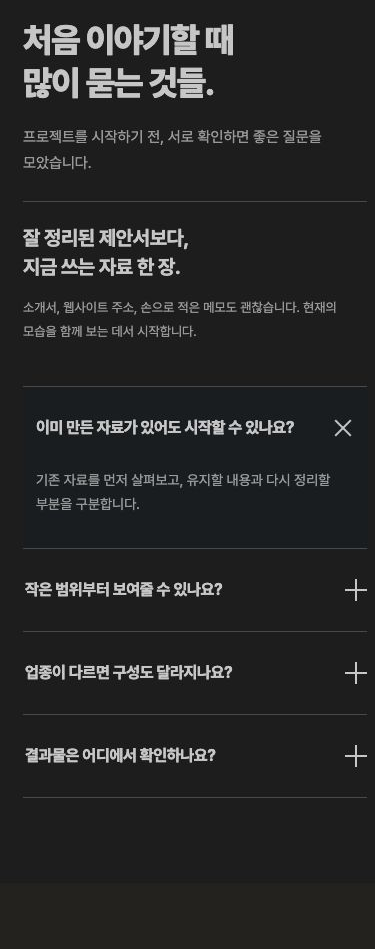 처음 이야기할 때
많이 묻는 것들.
프로젝트를 시작하기 전, 서로 확인하면 좋은 질문을
모았습니다.
잘 정리된 제안서보다,
지금 쓰는 자료 한 장.
소개서, 웹사이트 주소, 손으로 적은 메모도 괜찮습니다. 현재의
모습을 함께 보는 데서 시작합니다.
이미 만든 자료가 있어도 시작할 수 있나요?
기존 자료를 먼저 살펴보고, 유지할 내용과 다시 정리할
부분을 구분합니다.
작은 범위부터 보여줄 수 있나요?
업종이 다르면 구성도 달라지나요?
결과물은 어디에서 확인하나요?